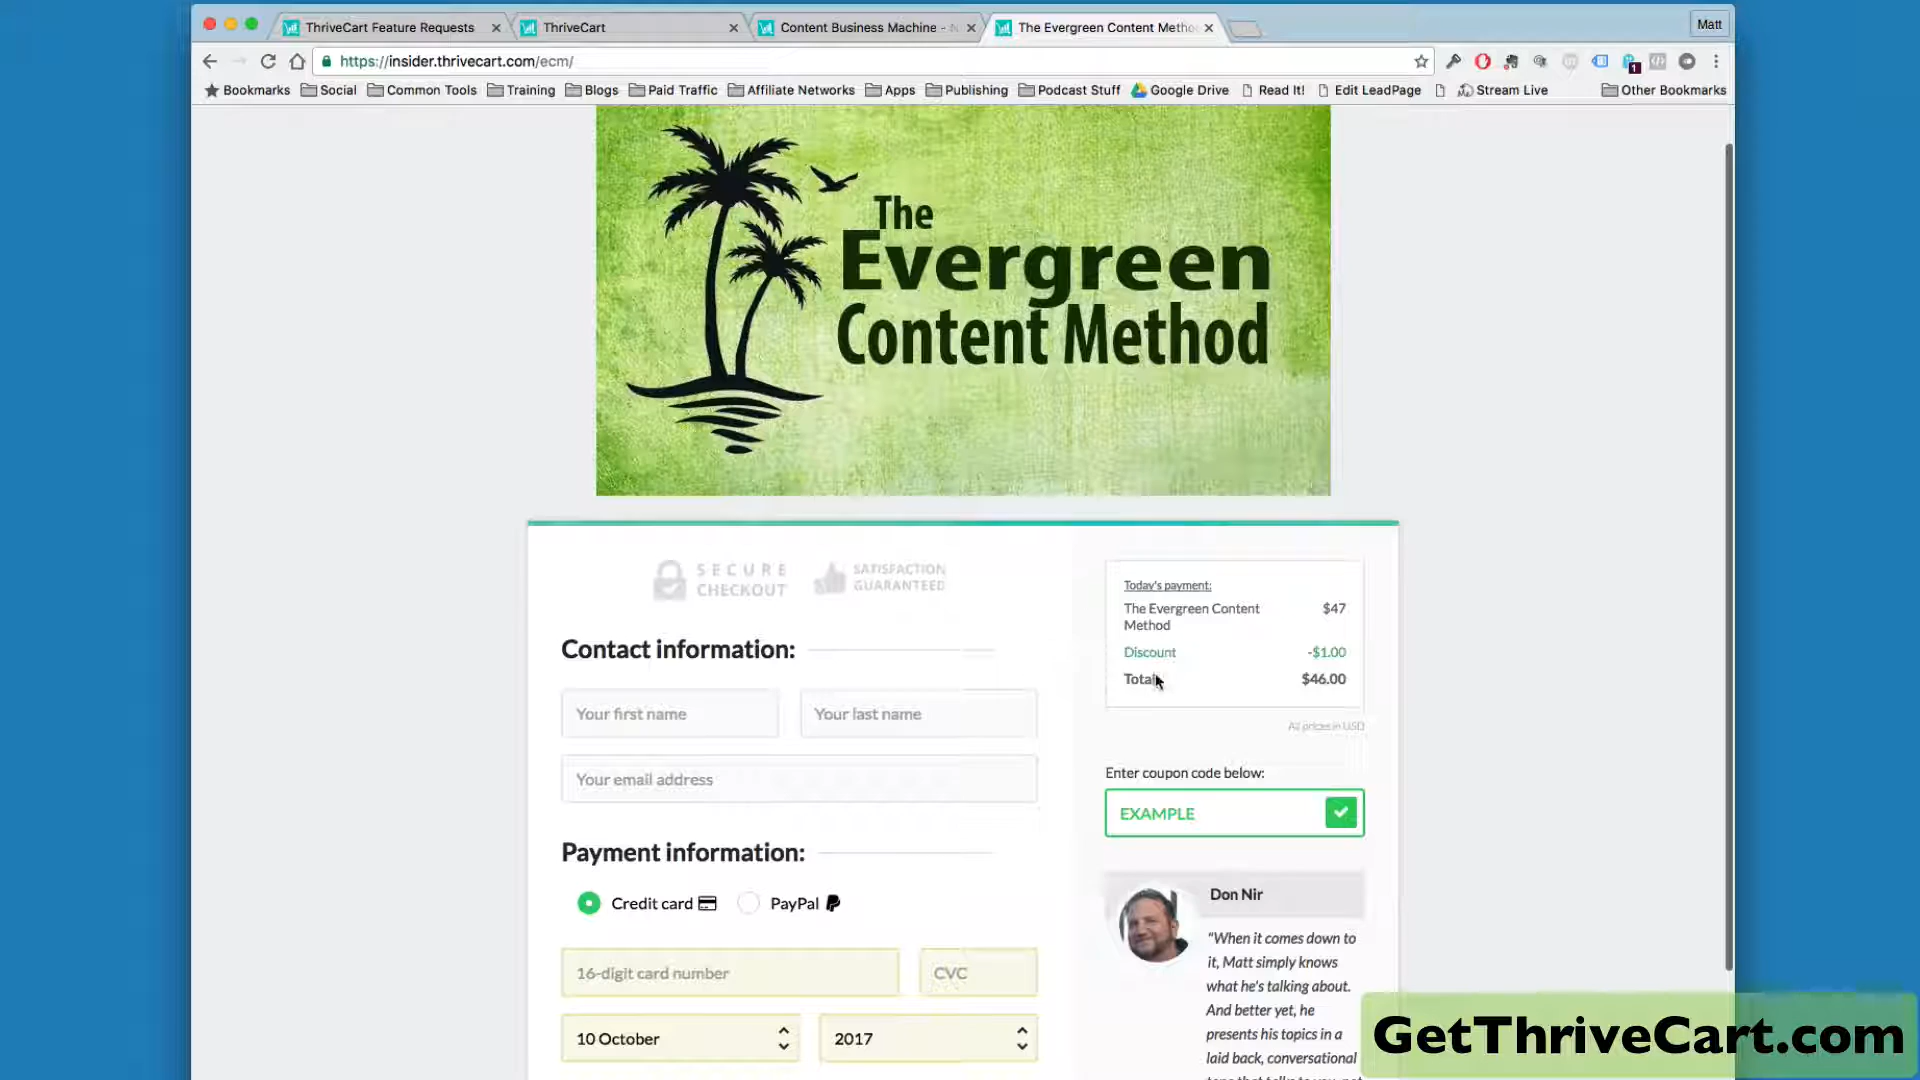 ThriveCart Feature Requests
ThriveCart
Content Business Machine -
The Evergreen Content Metho
Matt
https://insider.thrivecart.com/ecm/
Bookmarks
Social
Common Tools
Training
Blogs
Paid Traffic
Affiliate Networks
Apps
Publishing
Podcast Stuff
Google Drive
Read It!
Edit LeadPage
Stream Live
Other Bookmarks
1
The
Evergreen
Content Method
SECURE
CHECKOUT
SATISFACTION
GUARANTEED
Contact information:
Your first name
Your last name
Your email address
Payment information:
Credit card
PayPal
16-digit card number
CVC
10 October
2017
Today's payment:
The Evergreen Content
Method
$47
Discount
-$1.00
Total
$46.00
All prices in USD
Enter coupon code below:
EXAMPLE
Don Nir
"When it comes down to
it, Matt simply knows
what he's talking about.
And better yet, he
presents his topics in a
laid back, conversational
GetThriveCart.com